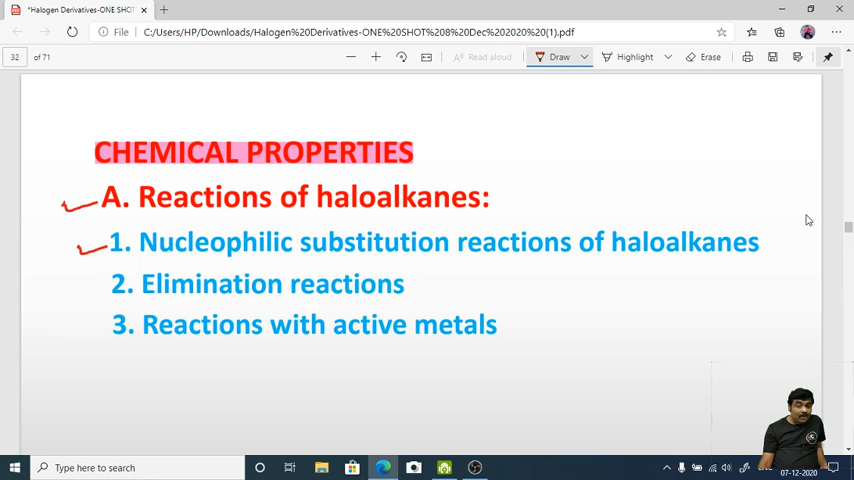 *Halogen Derivatives-ONE SHOT
File
C:/Users/HP/Downloads/Halogen%20Derivatives-ONE%20SHOT%208%20Dec%202020%20(1).pdf
32 of 71
Read aloud
Draw
Highlight
Erase
CHEMICAL PROPERTIES
A. Reactions of haloalkanes:
1. Nucleophilic substitution reactions of haloalkanes
2. Elimination reactions
3. Reactions with active metals
Type here to search
07-12-2020